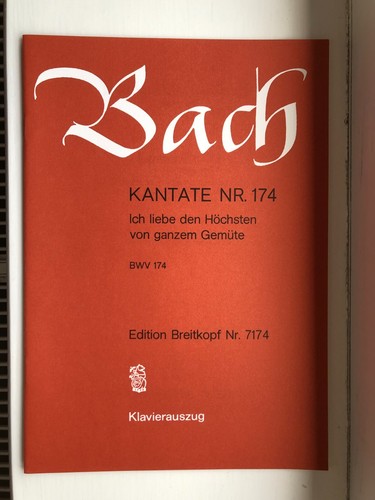 Bach
KANTATE NR. 174
Ich liebe den Höchsten
von ganzem Gemüte
BWV 174
Edition Breitkopf Nr. 7174
Klavierauszug